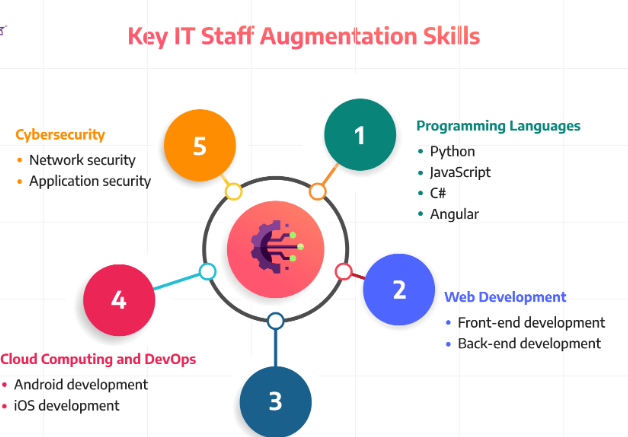 Key IT Staff Augmentation Skills
1
Programming Languages
• Python
• JavaScript
• C#
• Angular
2
Web Development
• Front-end development
• Back-end development
3
4
Cloud Computing and DevOps
• Android development
• iOS development
5
Cybersecurity
• Network security
• Application security